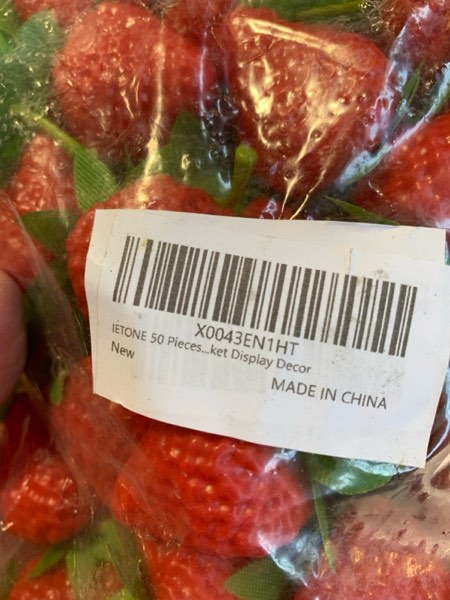 X0043EN1HT
IETONE 50 Pieces...ket Display Decor
New
MADE IN CHINA